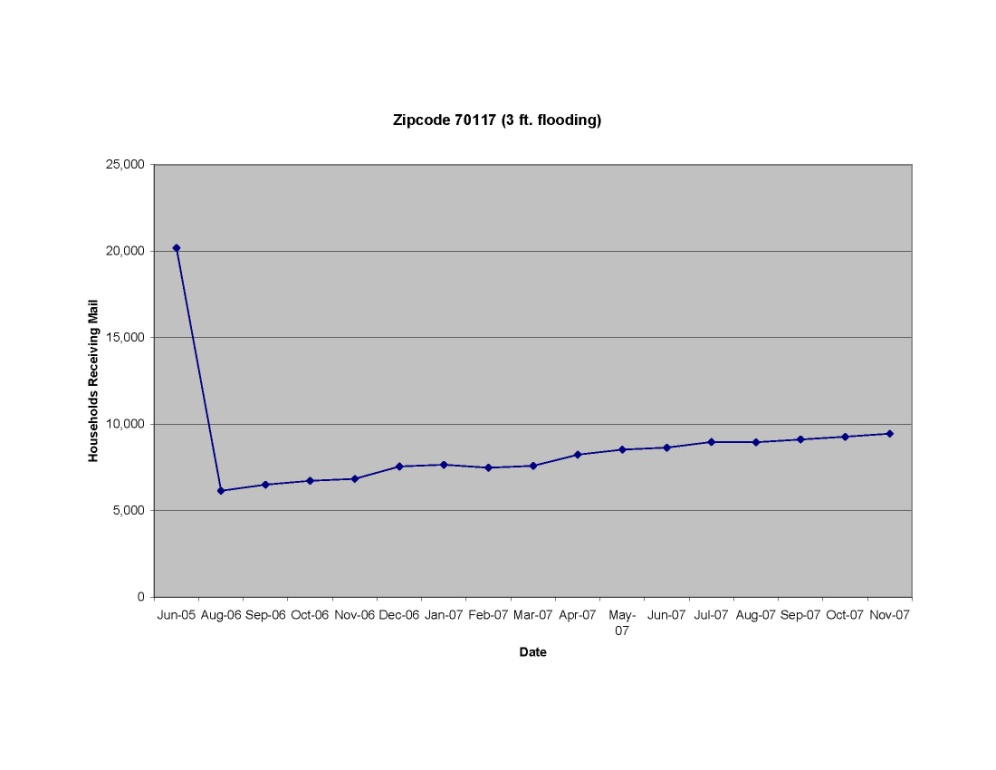 Zipcode 70117 (3 ft. flooding)
25,000
20,000
15,000
10,000
5,000
0
Households Receiving Mail
Jun-05 Aug-06 Sep-06 Oct-06 Nov-06 Dec-06 Jan-07 Feb-07 Mar-07 Apr-07 May-07 Jun-07 Jul-07 Aug-07 Sep-07 Oct-07 Nov-07
Date